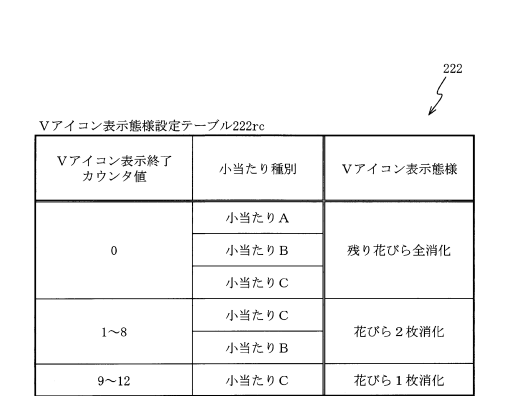 222
Vアイコン表示態様設定テーブル222rc
Vアイコン表示終了
カウンタ値
小当たり種別
Vアイコン表示態様
0
小当たりA
小当たりB
小当たりC
残り花びら全消化
1～8
小当たりC
小当たりB
花びら2枚消化
9～12
小当たりC
花びら1枚消化